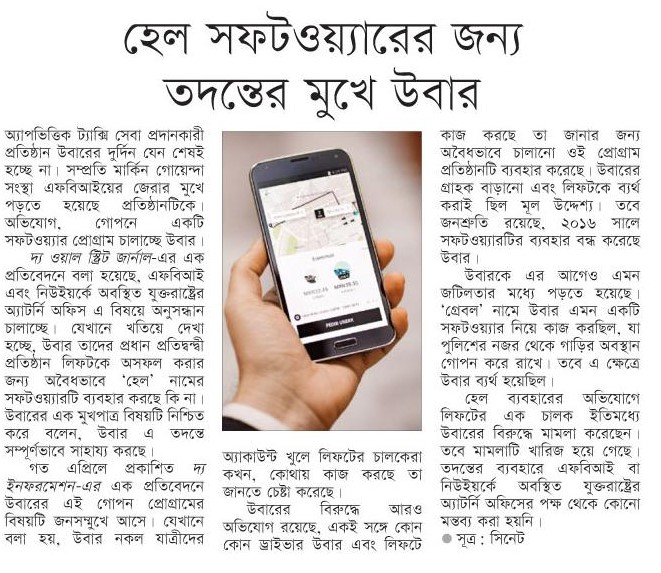 হেল সফটওয়্যারের জন্য
তদন্তের মুখে উবার
অ্যাপভিত্তিক ট্যাক্সি সেবা প্রদানকারী
প্রতিষ্ঠান উবারের দুর্দিন যেন শেষই
হচ্ছে না। সম্প্রতি মার্কিন গোয়েন্দা
সংস্থা এফবিআইয়ের জেরার মুখে
পড়তে হয়েছে প্রতিষ্ঠানটিকে।
অভিযোগ, গোপনে একটি
সফটওয়্যার প্রোগ্রাম চালাচ্ছে উবার।
দ্য ওয়াল স্ট্রিট জার্নাল-এর এক
প্রতিবেদনে বলা হয়েছে, এফবিআই
এবং নিউইয়র্কে অবস্থিত যুক্তরাষ্ট্রের
অ্যাটর্নি অফিস এ বিষয়ে অনুসন্ধান
চালাচ্ছে। যেখানে খতিয়ে দেখা
হচ্ছে, উবার তাদের প্রধান প্রতিদ্বন্দ্বী
প্রতিষ্ঠান লিফটকে অসফল করার
জন্য অবৈধভাবে ‘হেল’ নামের
সফটওয়্যারটি ব্যবহার করছে কি না।
উবারের এক মুখপাত্র বিষয়টি নিশ্চিত
করে বলেন, উবার এ তদন্তে
সম্পূর্ণভাবে সাহায্য করছে।
গত এপ্রিলে প্রকাশিত দ্য
ইনফরমেশন-এর এক প্রতিবেদনে
উবারের এই গোপন প্রোগ্রামের
বিষয়টি জনসম্মুখে আসে। যেখানে
বলা হয়, উবার নকল যাত্রীদের
অ্যাকাউন্ট খুলে লিফটের চালকেরা
কখন, কোথায় কাজ করছে তা
জানতে চেষ্টা করেছে।
উবারের বিরুদ্ধে আরও
অভিযোগ রয়েছে, একই সঙ্গে কোন
কোন ড্রাইভার উবার এবং লিফটে
কাজ করছে তা জানার জন্য
অবৈধভাবে চালানো ওই প্রোগ্রাম
প্রতিষ্ঠানটি ব্যবহার করেছে। উবারের
গ্রাহক বাড়ানো এবং লিফটকে ব্যর্থ
করাই ছিল মূল উদ্দেশ্য। তবে
জনশ্রুতি রয়েছে, ২০১৬ সালে
সফটওয়্যারটির ব্যবহার বন্ধ করেছে
উবার।
উবারকে এর আগেও এমন
জটিলতার মধ্যে পড়তে হয়েছে।
‘গ্রেবল’ নামে উবার এমন একটি
সফটওয়্যার নিয়ে কাজ করছিল, যা
পুলিশের নজর থেকে গাড়ির অবস্থান
গোপন করে রাখে। তবে এ ক্ষেত্রে
উবার ব্যর্থ হয়েছিল।
হেল ব্যবহারের অভিযোগে
লিফটের এক চালক ইতিমধ্যে
উবারের বিরুদ্ধে মামলা করেছেন।
তবে মামলাটি খারিজ হয়ে গেছে।
তদন্তের ব্যবহারে এফবিআই বা
নিউইয়র্কে অবস্থিত যুক্তরাষ্ট্রের
অ্যাটর্নি অফিসের পক্ষ থেকে কোনো
মন্তব্য করা হয়নি।
● সূত্র : সিনেট